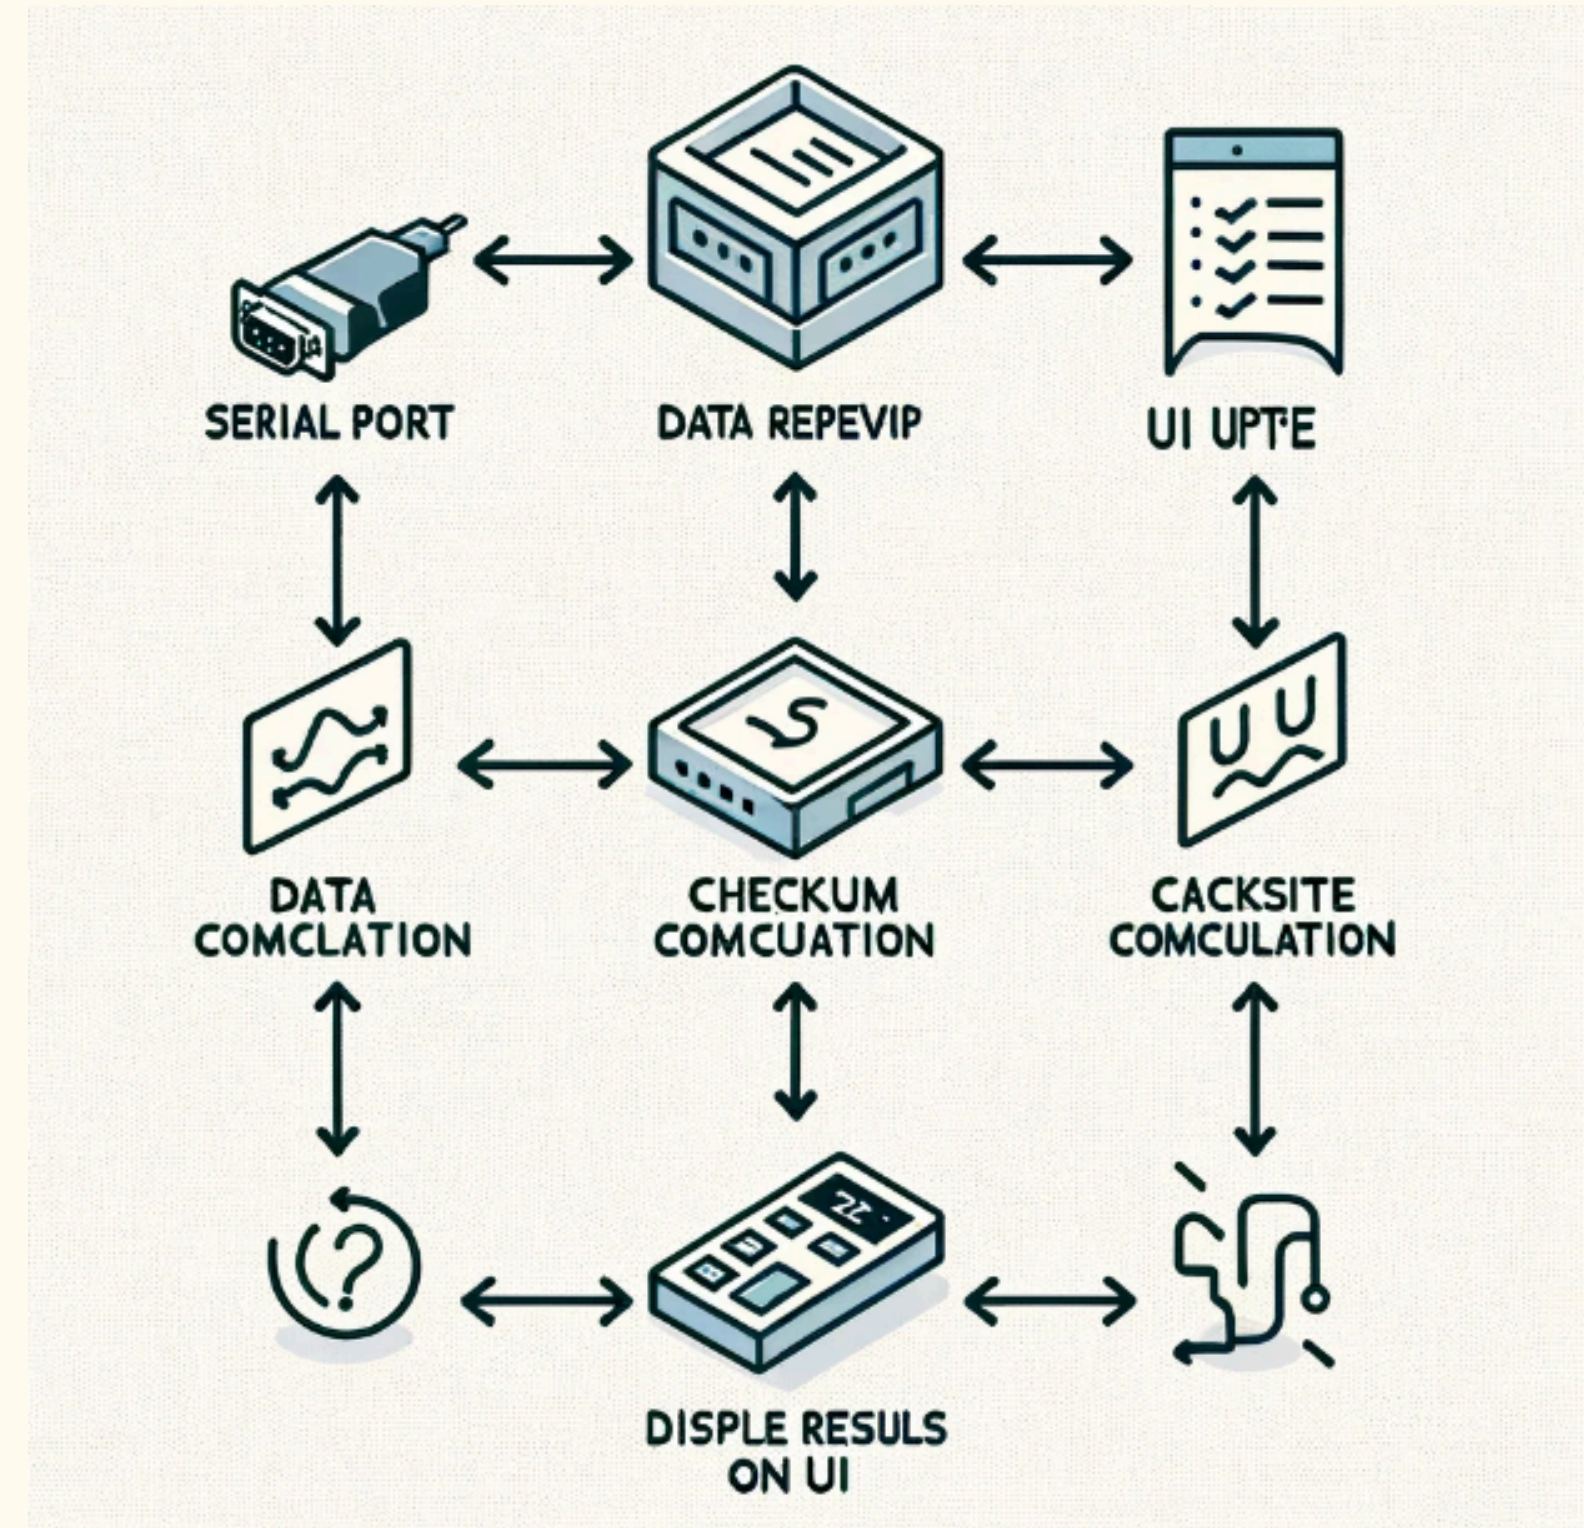 SERIAL PORT
DATA REPEVIP
UI UPTE
DATA
COMCLATION
CHECKUM
COMCUATION
CACKSITE
COMCULATION
DISPLE RESULS
ON UI